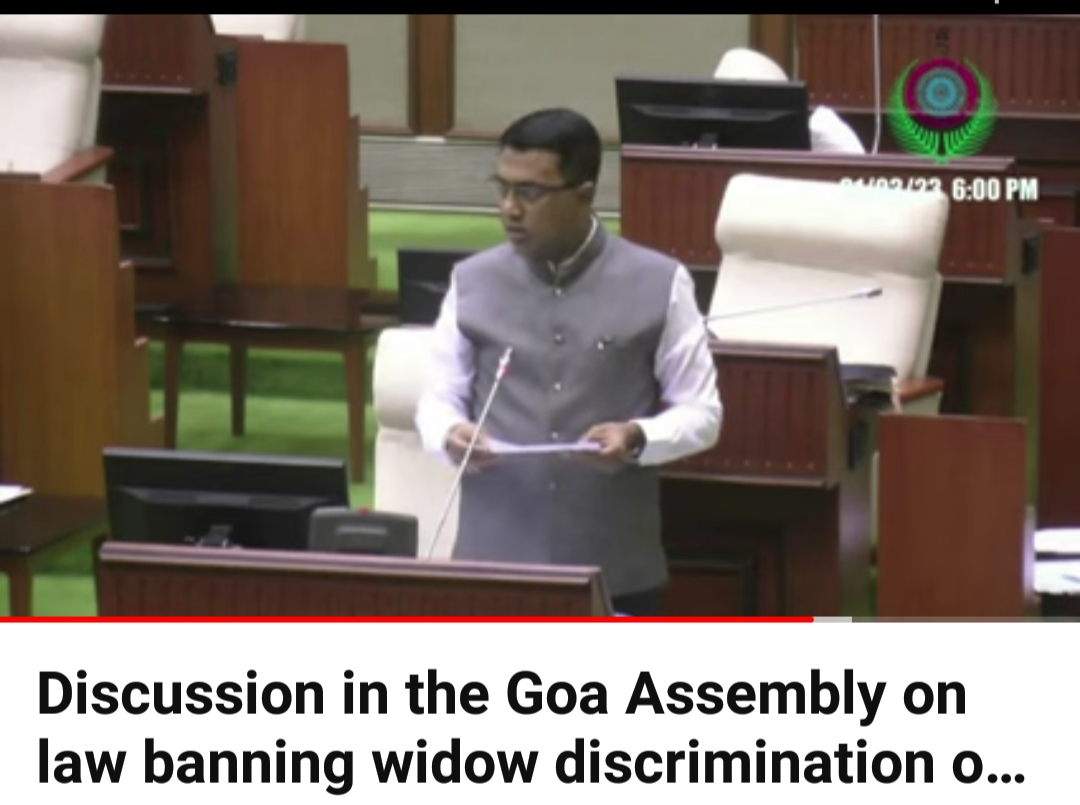 6:00 PM
Discussion in the Goa Assembly on
law banning widow discrimination o...